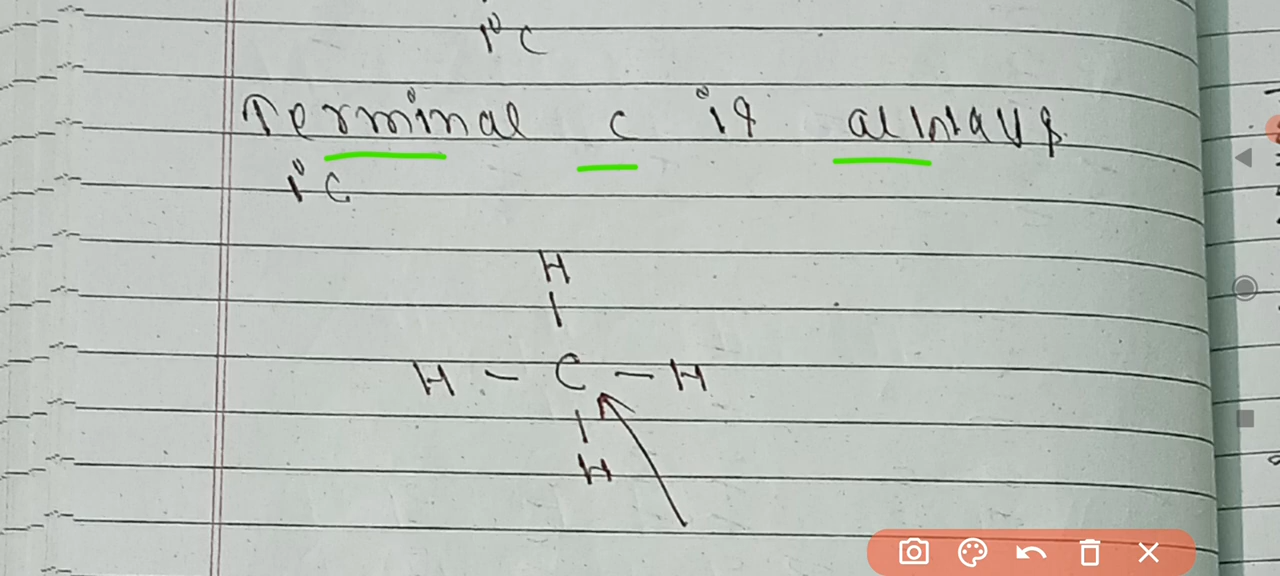 1° C
Terminal C is always
1° C
H
|
H - C - H
|
H